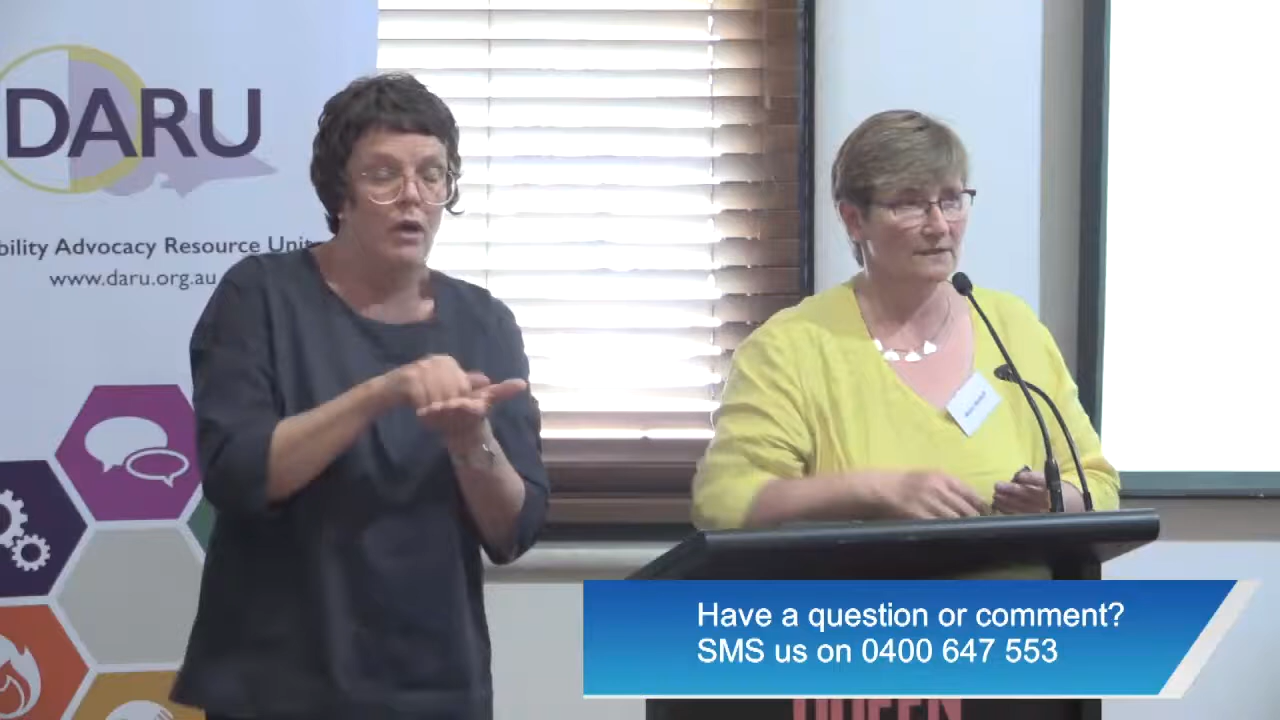 DARU
bility Advocacy Resource Unit
www.daru.org.au
Have a question or comment?
SMS us on 0400 647 553
QUEEN